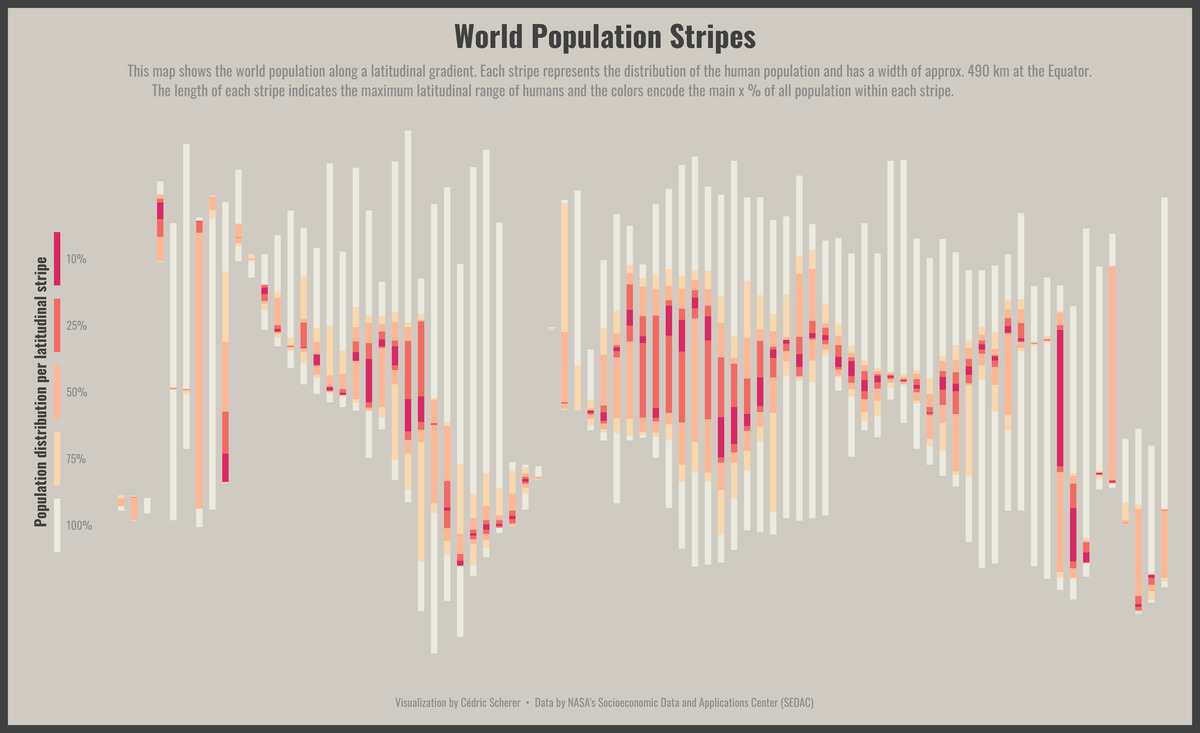 World Population Stripes
This map shows the world population along a latitudinal gradient. Each stripe represents the distribution of the human population and has a width of approx. 490 km at the Equator.
The length of each stripe indicates the maximum latitudinal range of humans and the colors encode the main x % of all population within each stripe.
Population distribution per latitudinal stripe
10%
25%
50%
75%
100%
Visualization by Cédric Scherer • Data by NASA's Socioeconomic Data and Applications Center (SEDAC)